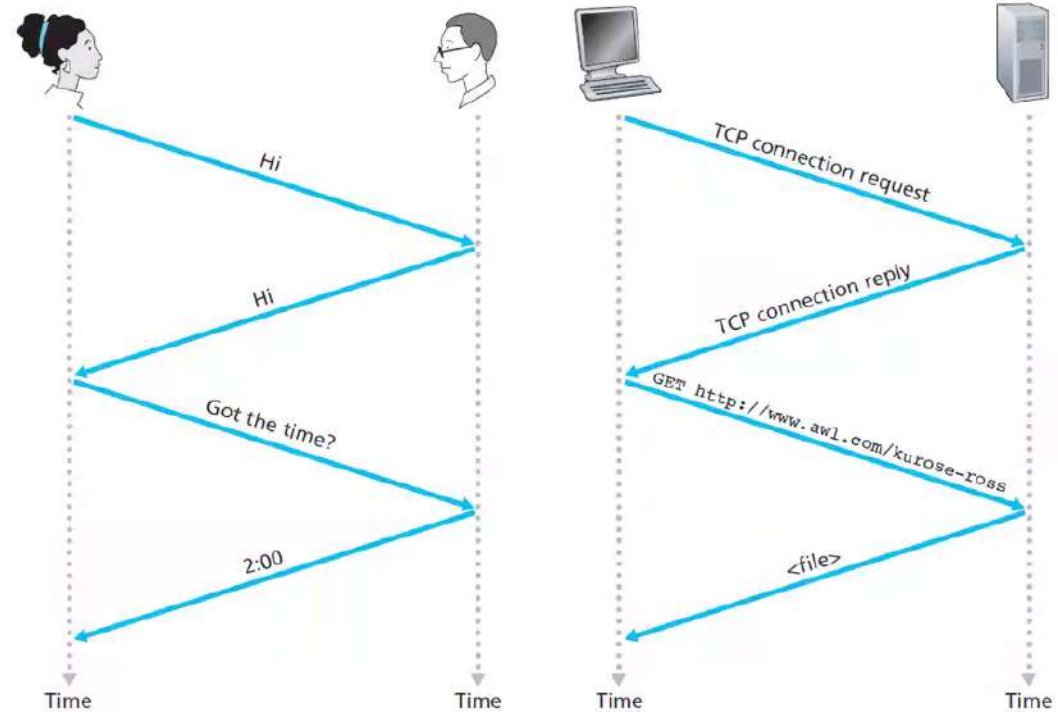 Hi
Hi
Got the time?
2:00
Time
Time
TCP connection request
TCP connection reply
GET http://www.awl.com/kurose-ross
<file>
Time
Time